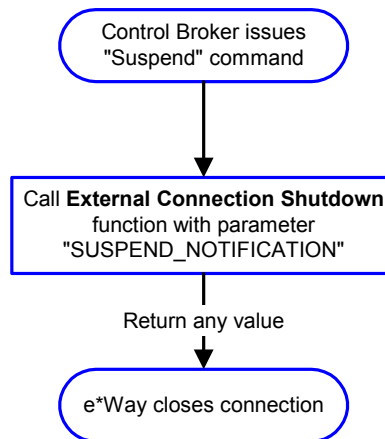 Control Broker issues
"Suspend" command
Call External Connection Shutdown
function with parameter
"SUSPEND_NOTIFICATION"
Return any value
e*Way closes connection